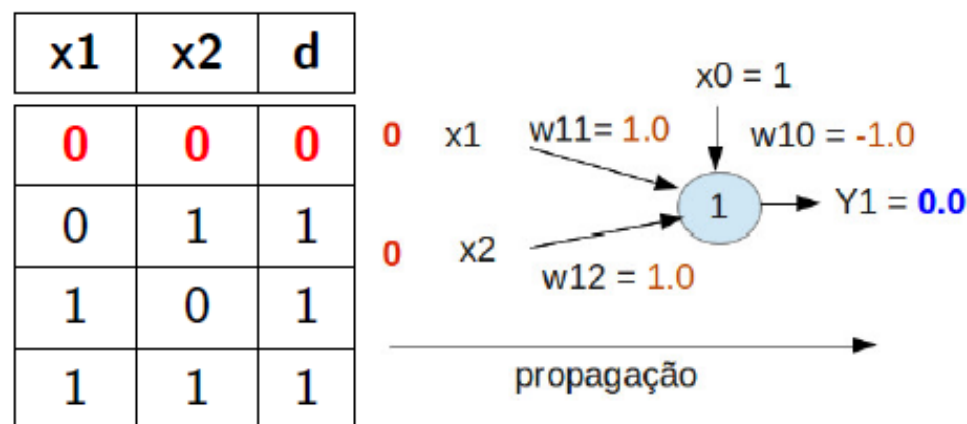 x1 x2 d
0 0 0
0 1 1
1 0 1
1 1 1
x0 = 1
0 x1 w11= 1.0 w10 = -1.0
1 Y1 = 0.0
0 x2
w12 = 1.0
propagação